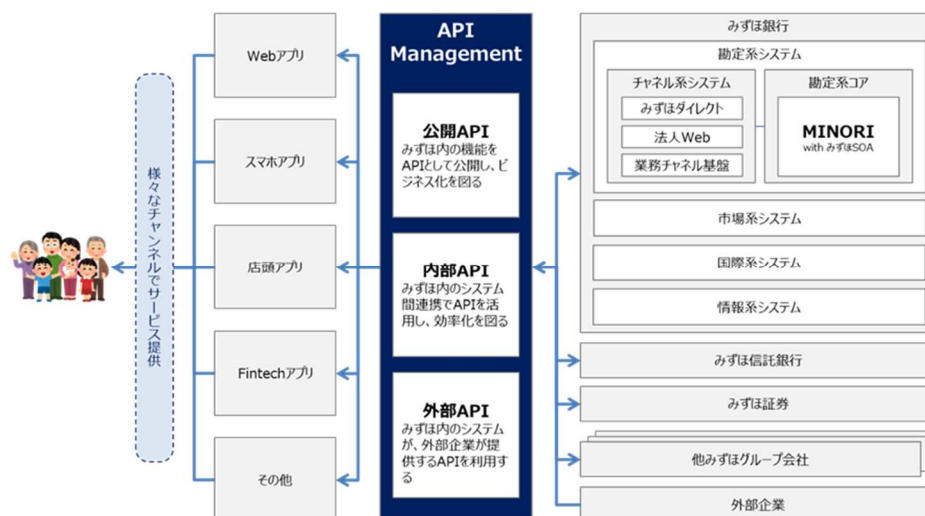 様々なチャンネルでサービス提供
Webアプリ
スマホアプリ
店頭アプリ
Fintechアプリ
その他
API
Management
公開API
みずほ内の機能を
APIとして公開し、ビ
ジネス化を図る
内部API
みずほ内のシステム
間連携でAPIを活
用し、効率化を図る
外部API
みずほ内のシステム
が、外部企業が提
供するAPIを利用す
る
みずほ銀行
勘定系システム
チャネル系システム
みずほダイレクト
法人Web
業務チャネル基盤
勘定系コア
MINORI
with みずほSOA
市場系システム
国際系システム
情報系システム
みずほ信託銀行
みずほ証券
他みずほグループ会社
外部企業